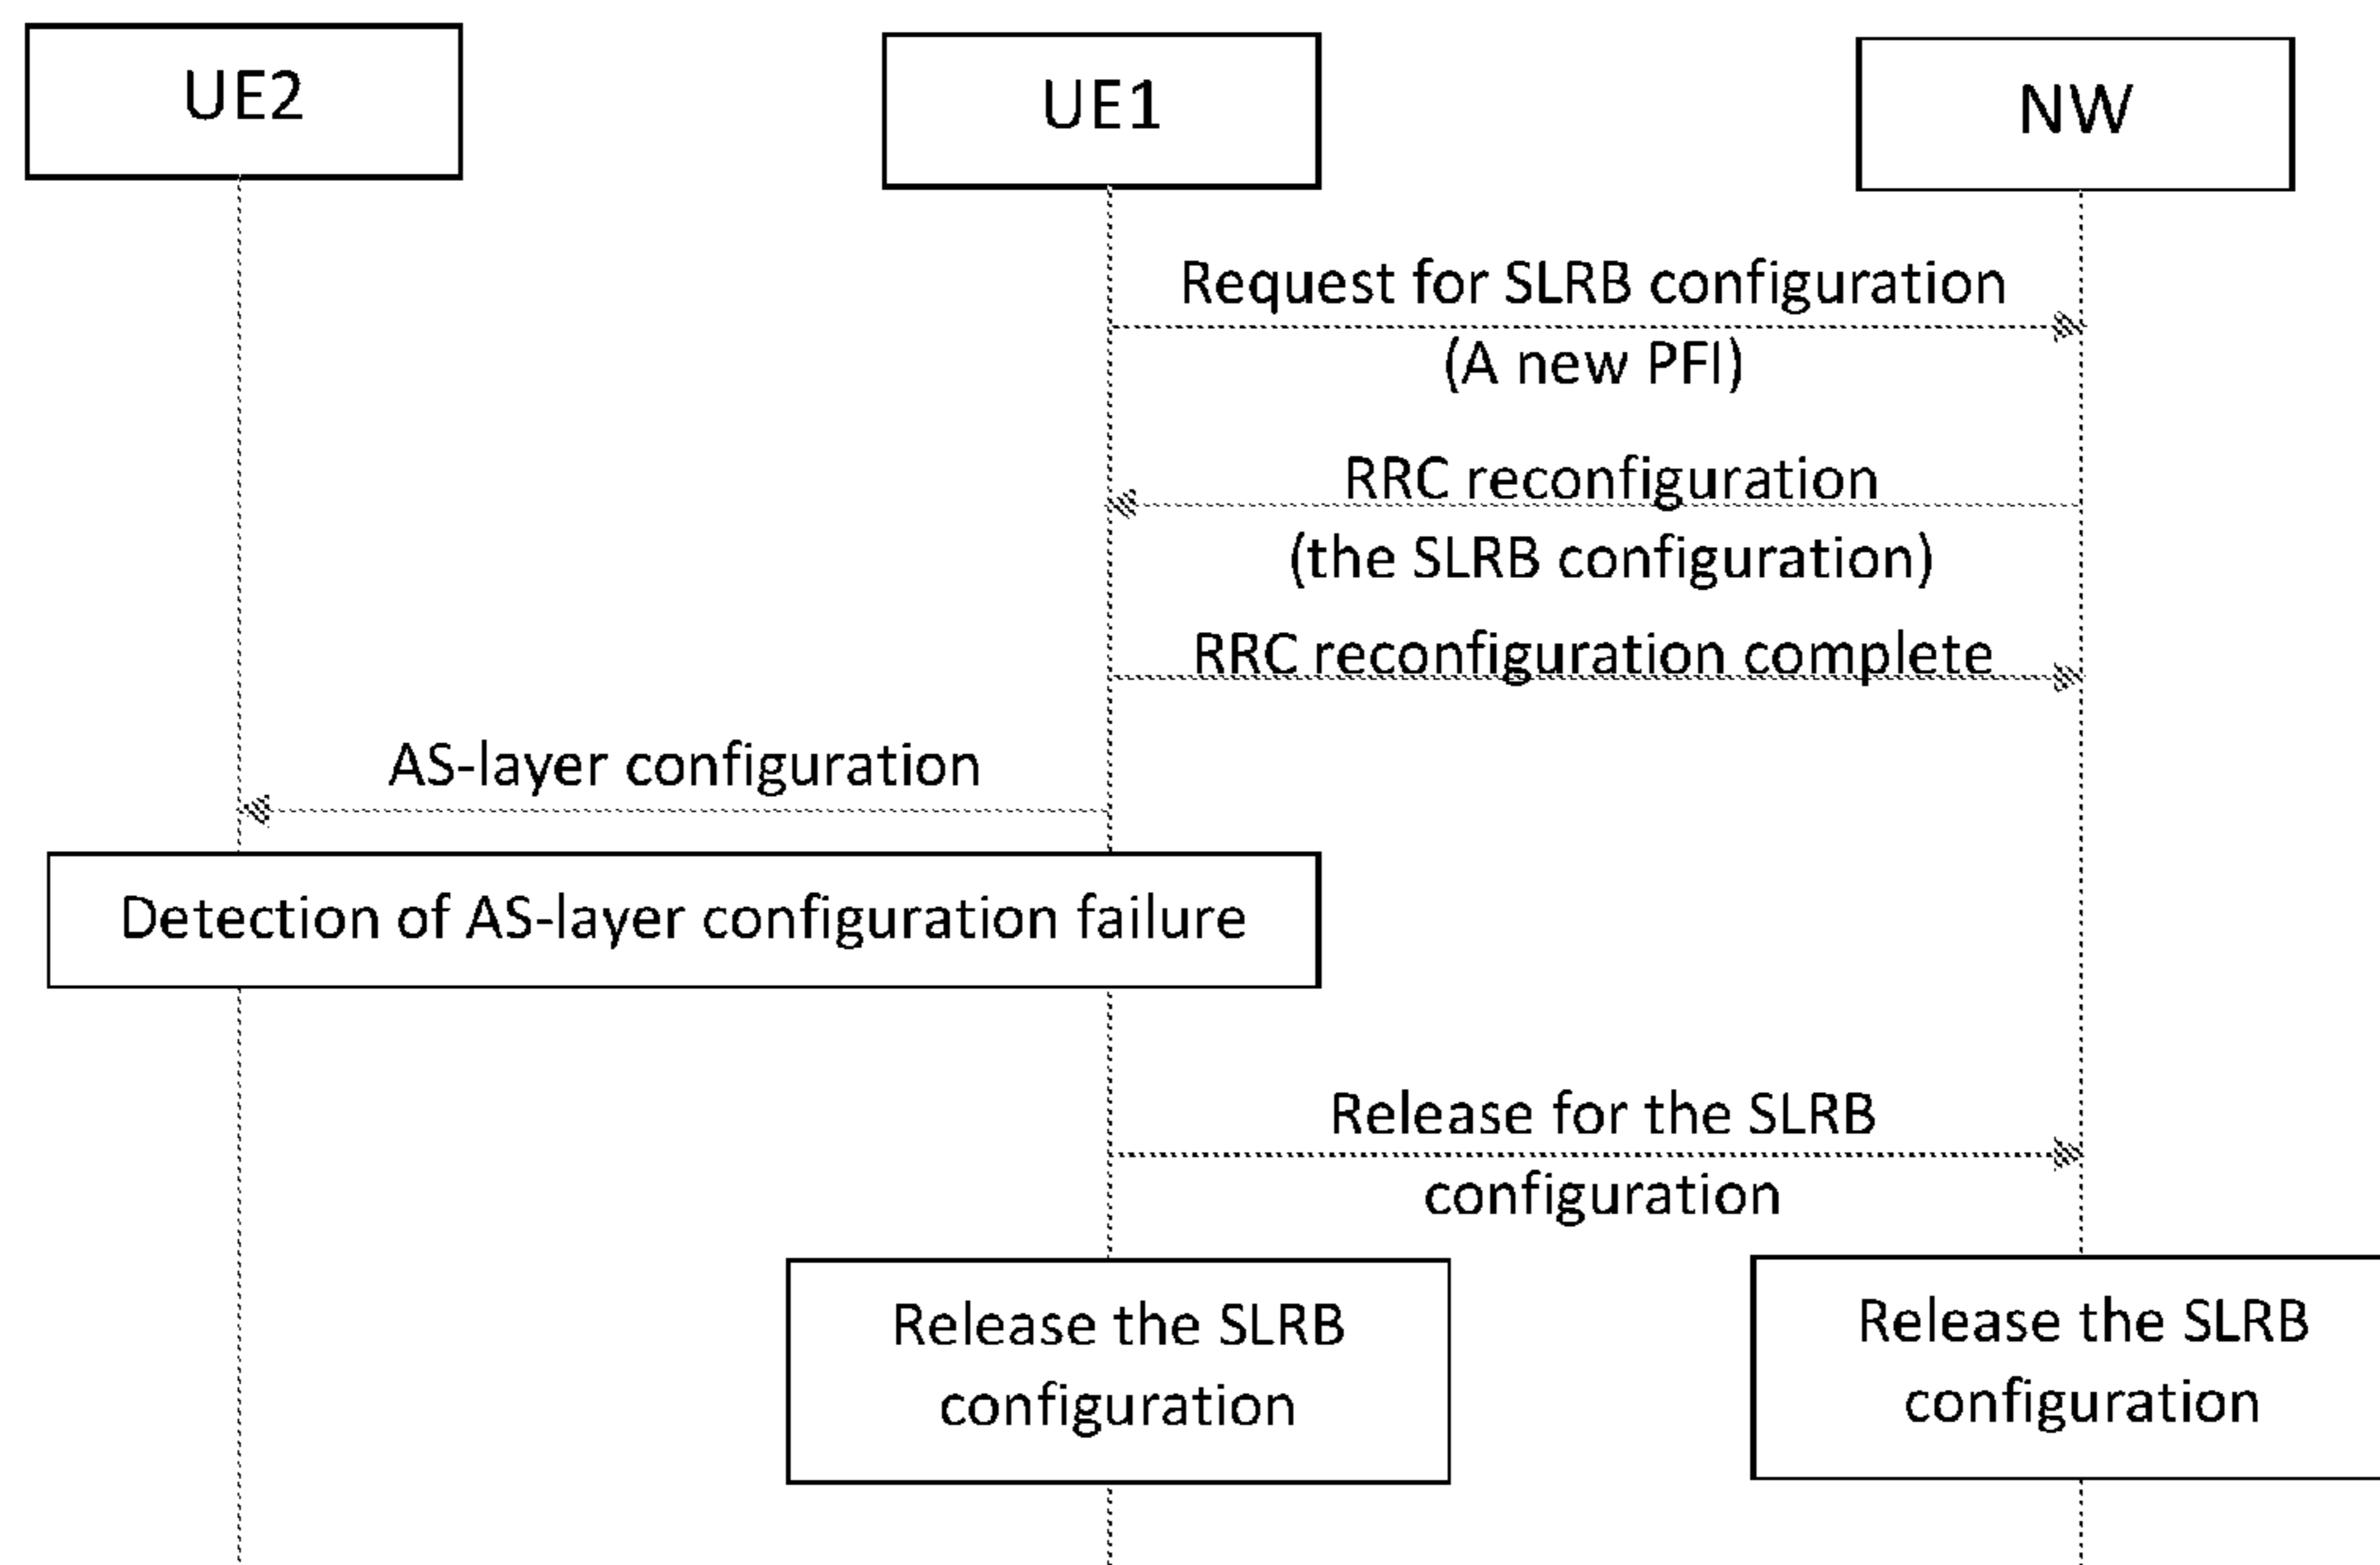 UE2
UE1
NW
Request for SLRB configuration
(A new PFI)
RRC reconfiguration
(the SLRB configuration)
RRC reconfiguration complete
AS-layer configuration
Detection of AS-layer configuration failure
Release for the SLRB
configuration
Release the SLRB
configuration
Release the SLRB
configuration